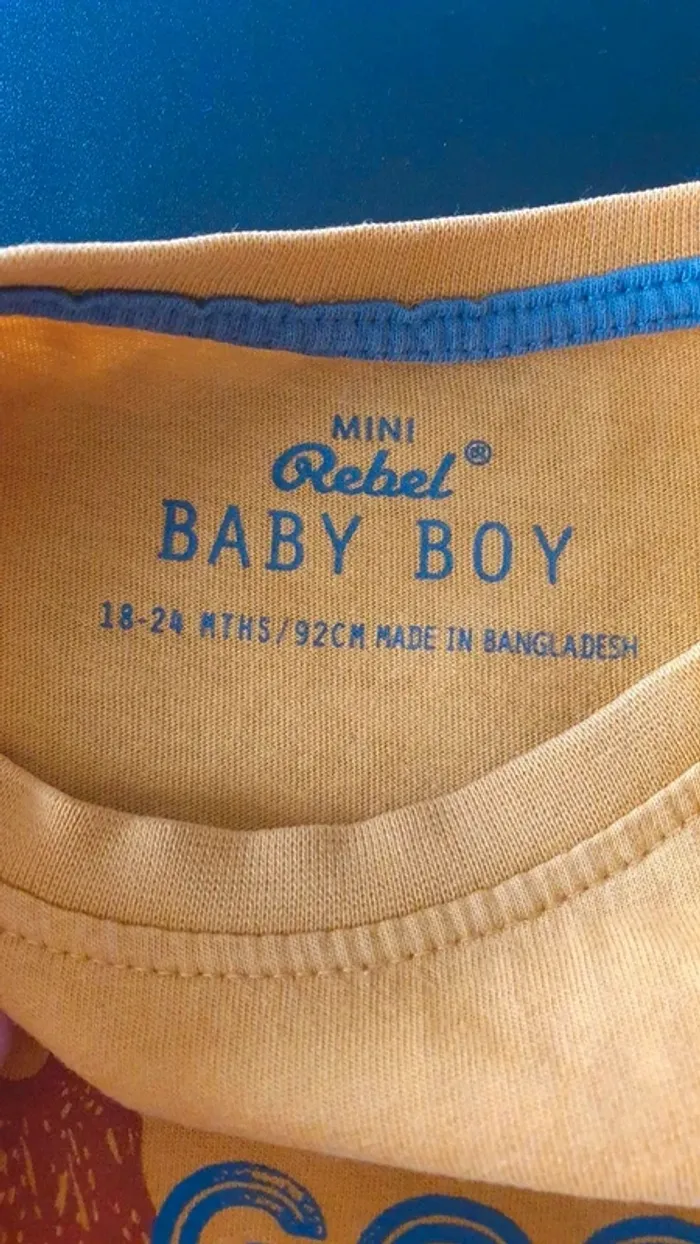 MINI
Rebel®
BABY BOY
18-24 MTHS/92CM MADE IN BANGLADESH